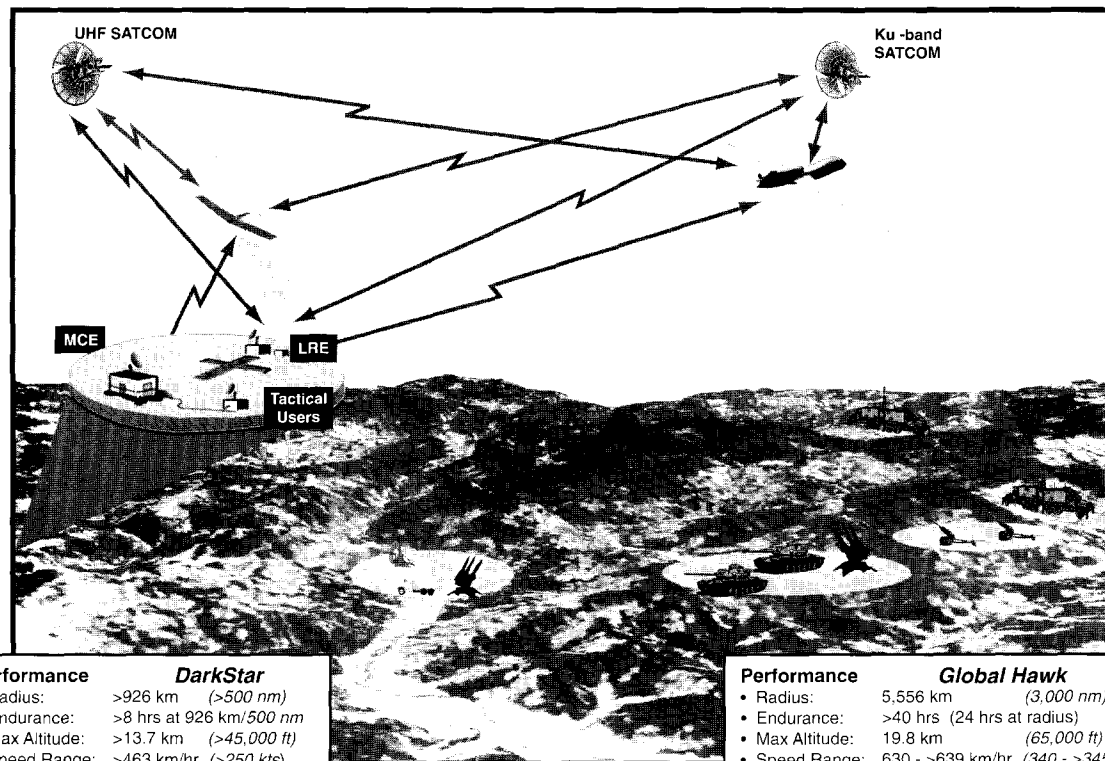 UHF SATCOM
Ku -band
SATCOM
MCE
LRE
Tactical
Users
erformance DarkStar
adius: >926 km (>500 nm)
ndurance: >8 hrs at 926 km/500 nm
ax Altitude: >13.7 km (>45,000 ft)
peed Range: >463 km/hr (>250 kts)
Performance Global Hawk
• Radius: 5,556 km (3,000 nm)
• Endurance: >40 hrs (24 hrs at radius)
• Max Altitude: 19.8 km (65,000 ft)
• Speed Range: 630 - >639 km/hr (340 - >345